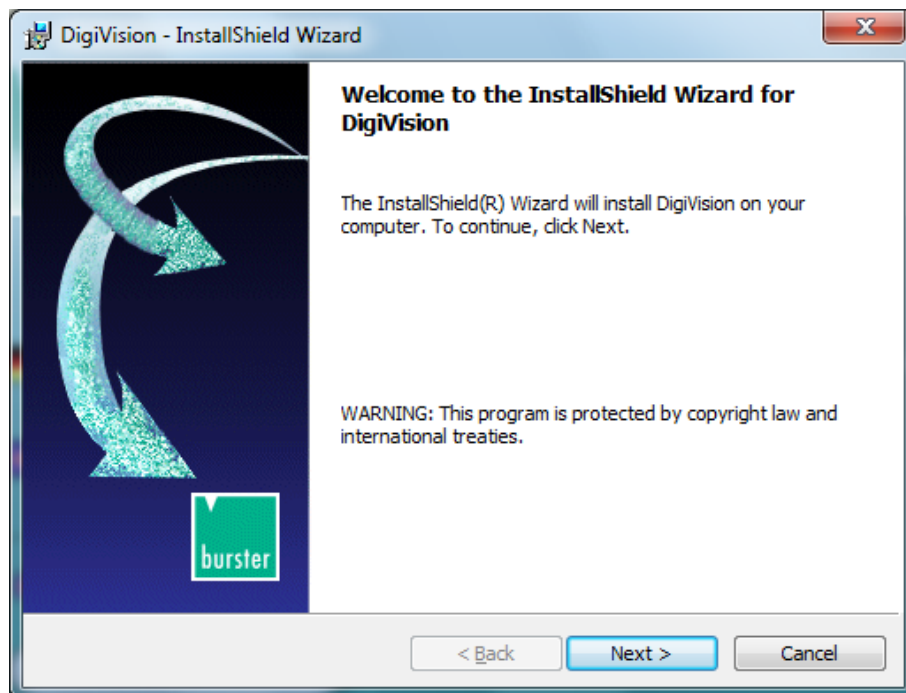 DigiVision - InstallShield Wizard
Welcome to the InstallShield Wizard for
DigiVision
The InstallShield(R) Wizard will install DigiVision on your
computer. To continue, click Next.
WARNING: This program is protected by copyright law and
international treaties.
burster
< Back
Next >
Cancel